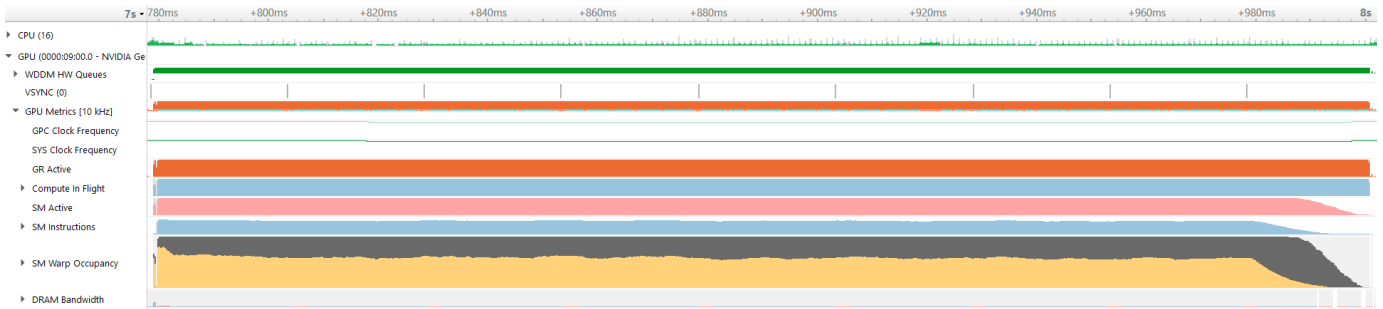 7s 780ms +800ms +820ms +840ms +860ms +880ms +900ms +920ms +940ms +960ms +980ms 8s
CPU (16)
GPU (0000:09:00.0 - NVIDIA Ge
WDDM HW Queues
VSYNC (0)
GPU Metrics [10 kHz]
GPC Clock Frequency
SYS Clock Frequency
GR Active
Compute In Flight
SM Active
SM Instructions
SM Warp Occupancy
DRAM Bandwidth